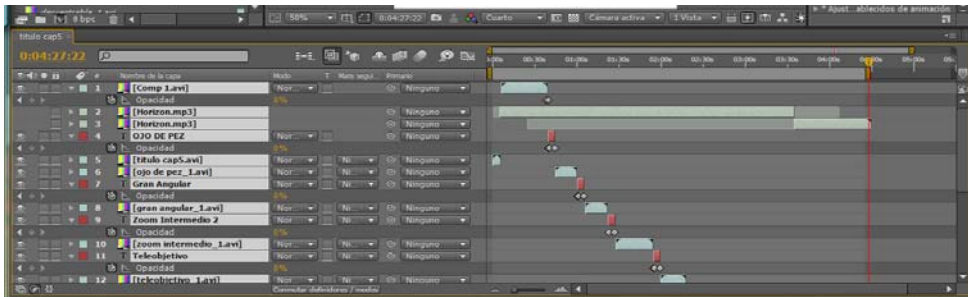 8 bpc 50% 0:04:27:22 Cuarto Cámara activa 1 Vista
titulo cap5
0:04:27:22
00:30s 01:00s 01:30s 02:00s 02:30s 03:00s 03:30s 04:00s 05:00s
# Nombre de la capa Modo T Mate segui... Primario
1 [Comp 1.avi] Nor... Ninguno
Opacidad 0%
2 [Horizon.mp3] Ninguno
3 [Horizon.mp3] Ninguno
4 T OJO DE PEZ Nor... Ninguno
Opacidad 0%
5 [titulo cap5.avi] Nor... Ni... Ninguno
6 [ojo de pez_1.avi] Nor... Ni... Ninguno
7 T Gran Angular Nor... Ni... Ninguno
Opacidad 0%
8 [gran angular_1.avi] Nor... Ni... Ninguno
9 T Zoom Intermedio 2 Nor... Ni... Ninguno
Opacidad 0%
10 [zoom intermedio_1.avi] Nor... Ni... Ninguno
11 T Teleobjetivo Nor... Ni... Ninguno
Opacidad 0%
12 [teleobjetivo_1.avi] Nor... Ni... Ninguno
Conmutar definidores / modos